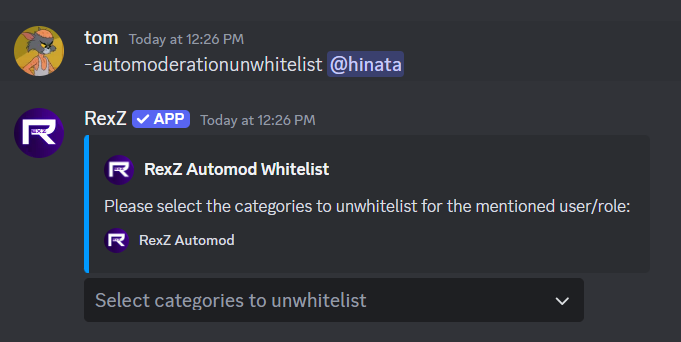 tom Today at 12:26 PM
-automoderationunwhitelist @hinata
RexZ APP Today at 12:26 PM
RexZ Automod Whitelist
Please select the categories to unwhitelist for the mentioned user/role:
RexZ Automod
Select categories to unwhitelist